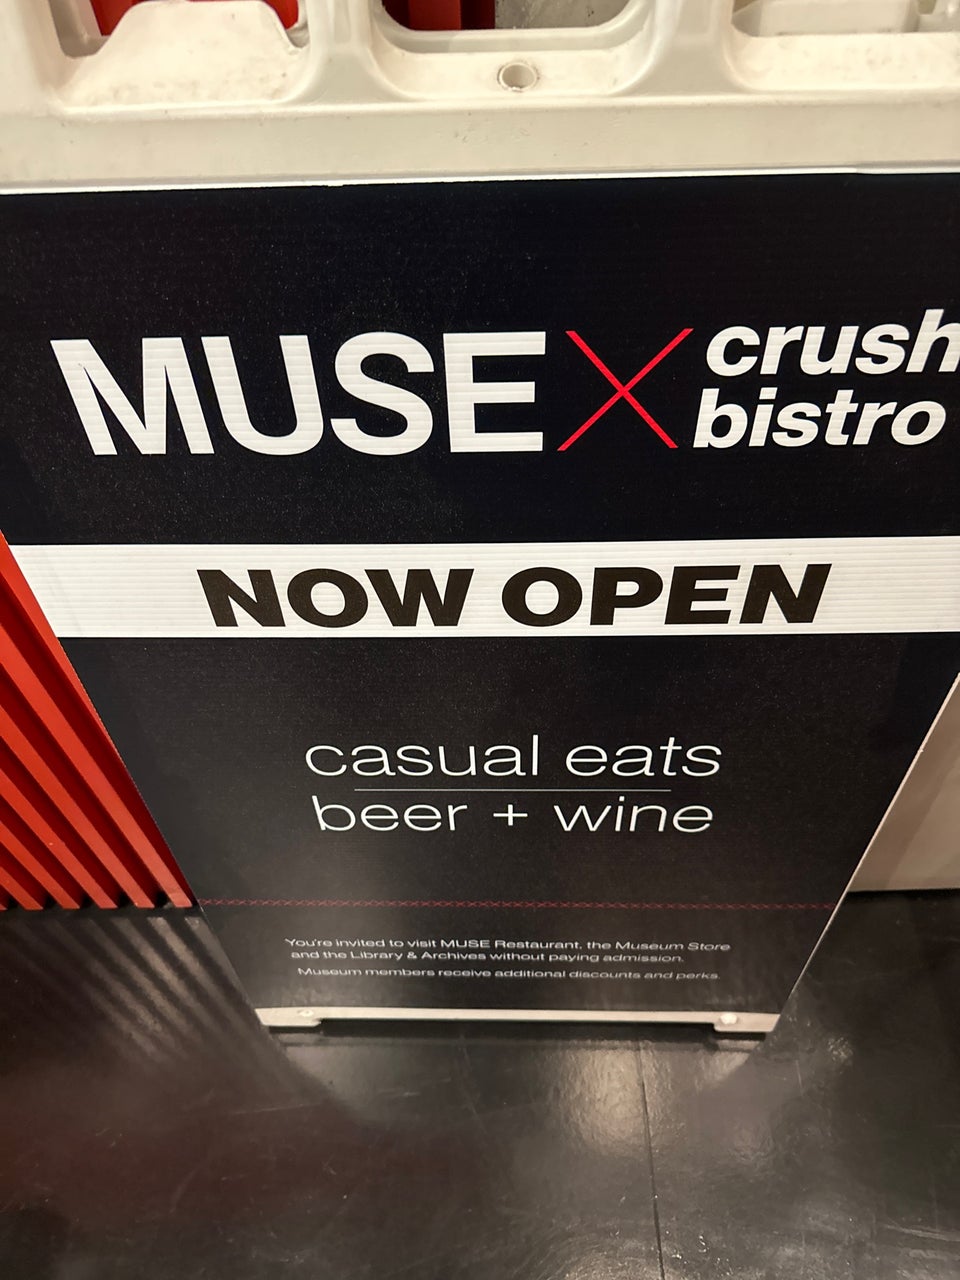 MUSE X crush
bistro
NOW OPEN
casual eats
beer + wine
You're invited to visit MUSE Restaurant, the Museum Store
and the Library & Archives without paying admission.
Museum members receive additional discounts and perks.